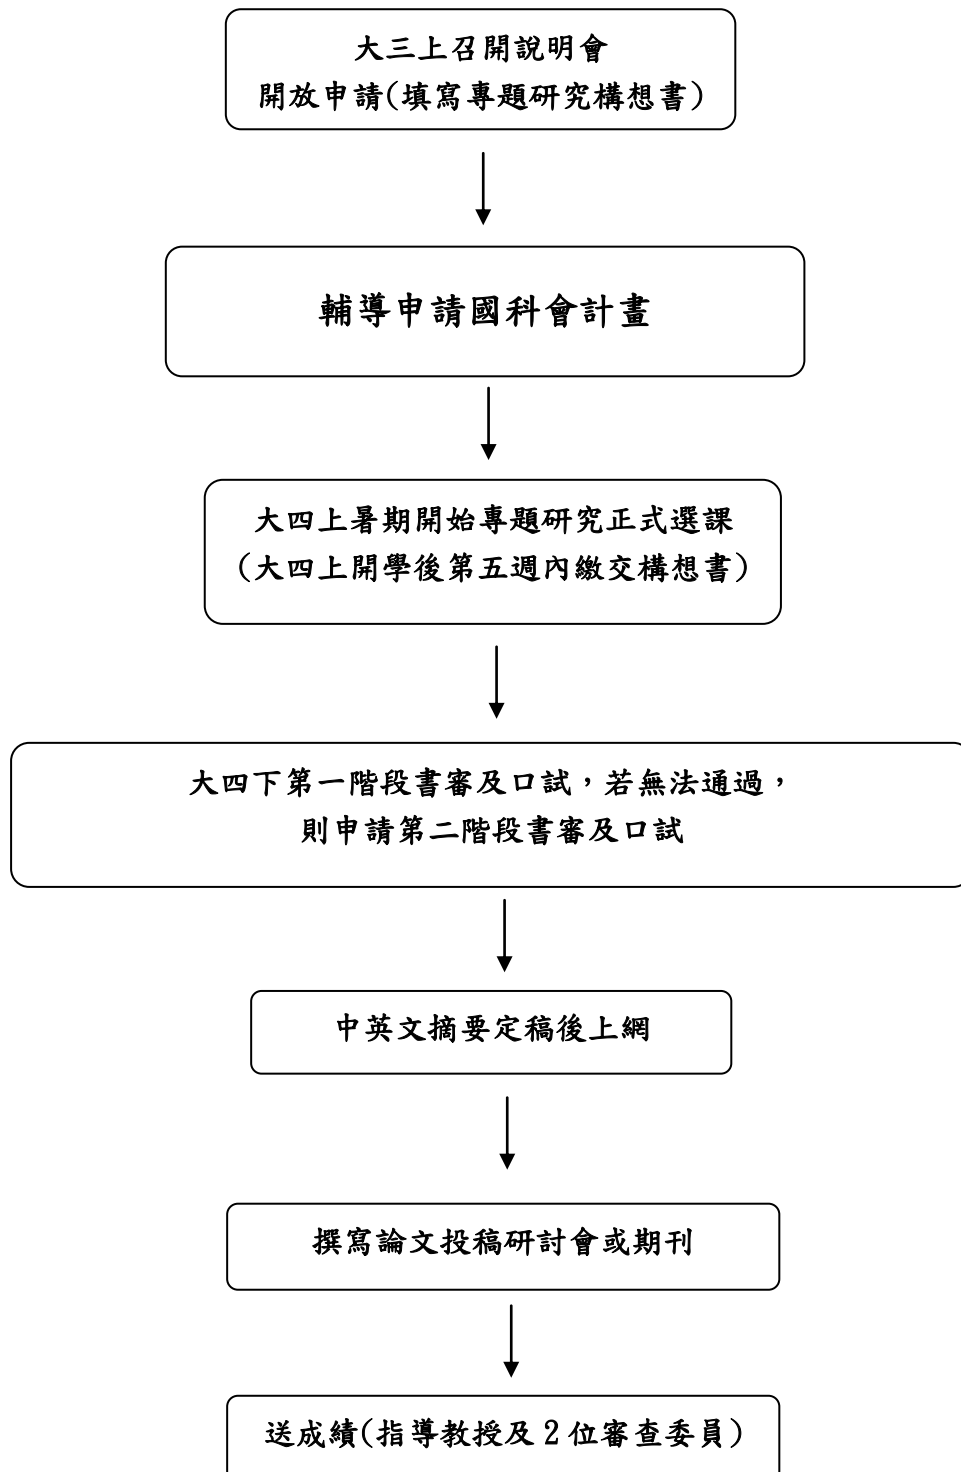 大三上召開說明會
開放申請(填寫專題研究構想書)
輔導申請國科會計畫
大四上暑期開始專題研究正式選課
(大四上開學後第五週內繳交構想書)
大四下第一階段書審及口試，若無法通過，
則申請第二階段書審及口試
中英文摘要定稿後上網
撰寫論文投稿研討會或期刊
送成績(指導教授及 2 位審查委員)